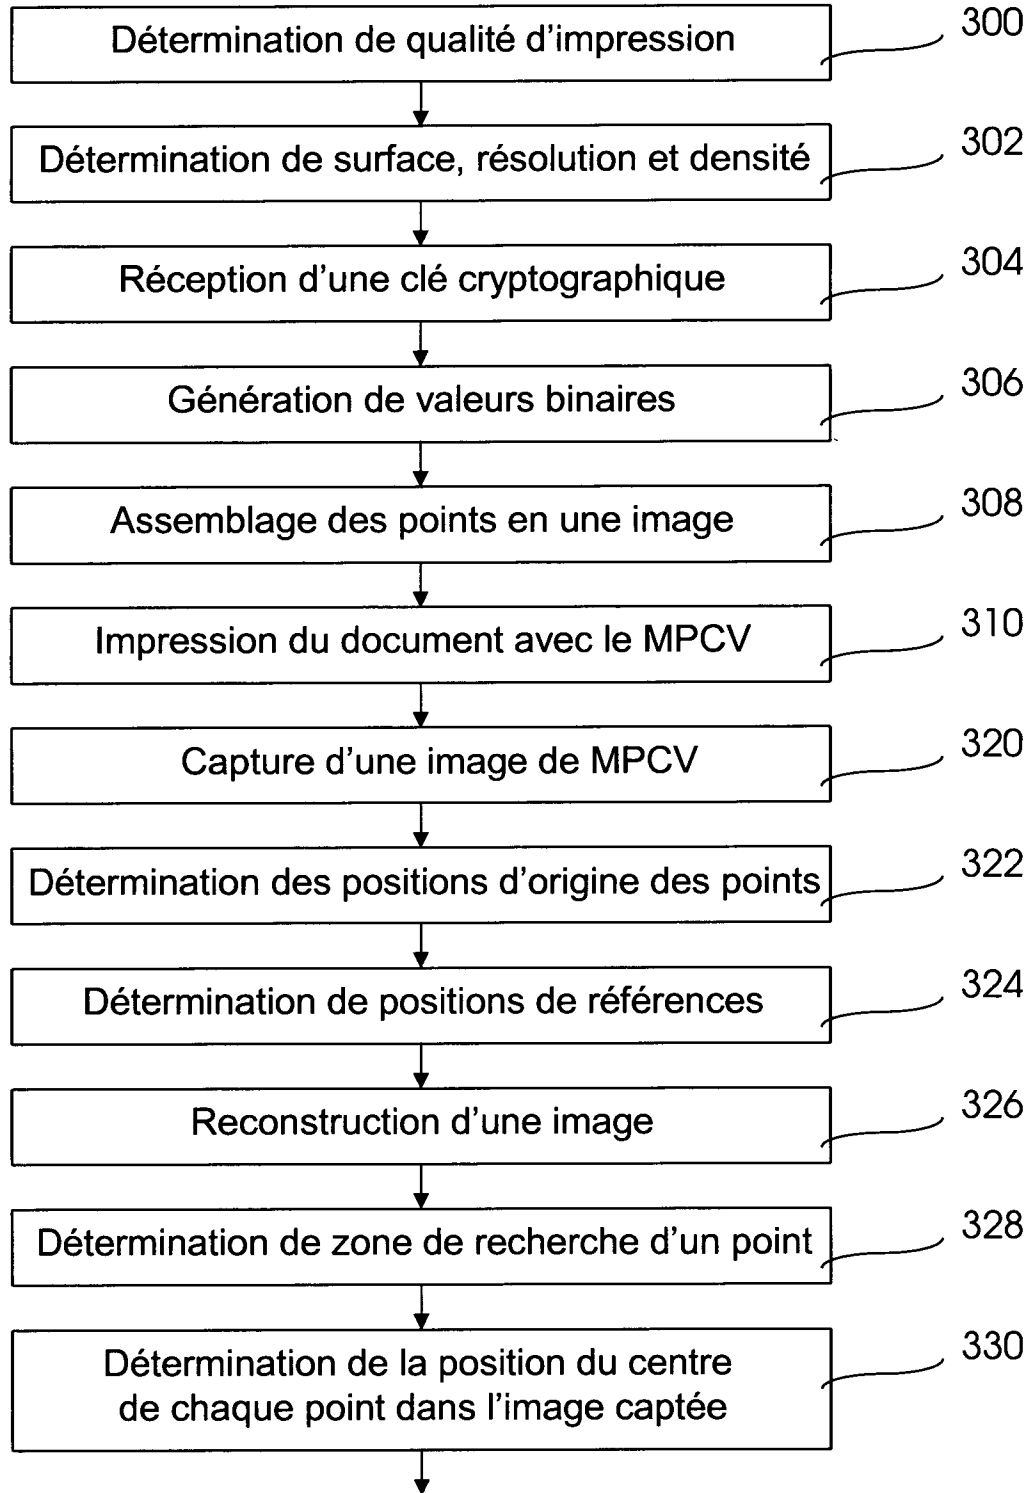 Détermination de qualité d'impression 300
Détermination de surface, résolution et densité 302
Réception d'une clé cryptographique 304
Génération de valeurs binaires 306
Assemblage des points en une image 308
Impression du document avec le MPCV 310
Capture d'une image de MPCV 320
Détermination des positions d'origine des points 322
Détermination de positions de références 324
Reconstruction d'une image 326
Détermination de zone de recherche d'un point 328
Détermination de la position du centre 330
de chaque point dans l'image captée